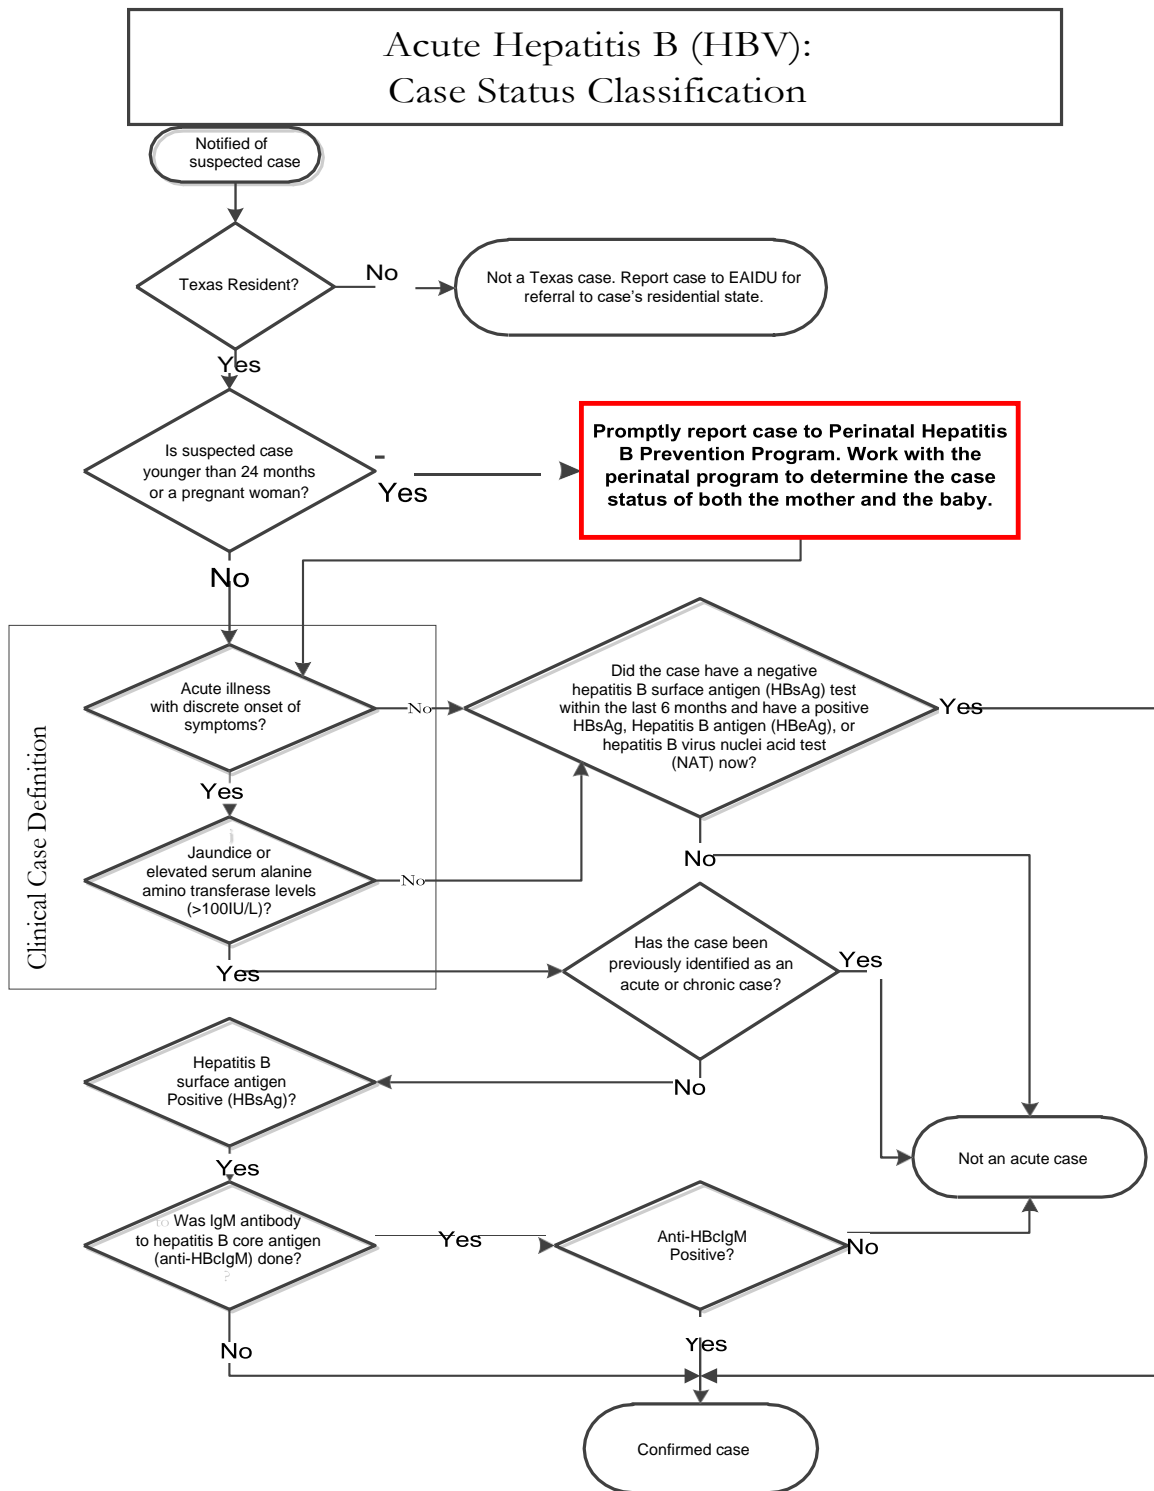 Acute Hepatitis B (HBV):
Case Status Classification
Notified of
suspected case
Texas Resident?
No
Not a Texas case. Report case to EAIDU for
referral to case's residential state.
Yes
Is suspected case
younger than 24 months
or a pregnant woman?
-
Yes
Promptly report case to Perinatal Hepatitis
B Prevention Program. Work with the
perinatal program to determine the case
status of both the mother and the baby.
No
Clinical Case Definition
Acute illness
with discrete onset of
symptoms?
No
Did the case have a negative
hepatitis B surface antigen (HBsAg) test
within the last 6 months and have a positive
HBsAg, Hepatitis B antigen (HBeAg), or
hepatitis B virus nuclei acid test
(NAT) now?
Yes
Yes
No
Jaundice or
elevated serum alanine
amino transferase levels
(>100IU/L)?
No
Yes
Has the case been
previously identified as an
acute or chronic case?
Yes
No
Hepatitis B
surface antigen
Positive (HBsAg)?
Yes
Not an acute case
to Was IgM antibody
to hepatitis B core antigen
(anti-HBcIgM) done?
?
Yes
Anti-HBcIgM
Positive?
No
No
Yes
Confirmed case